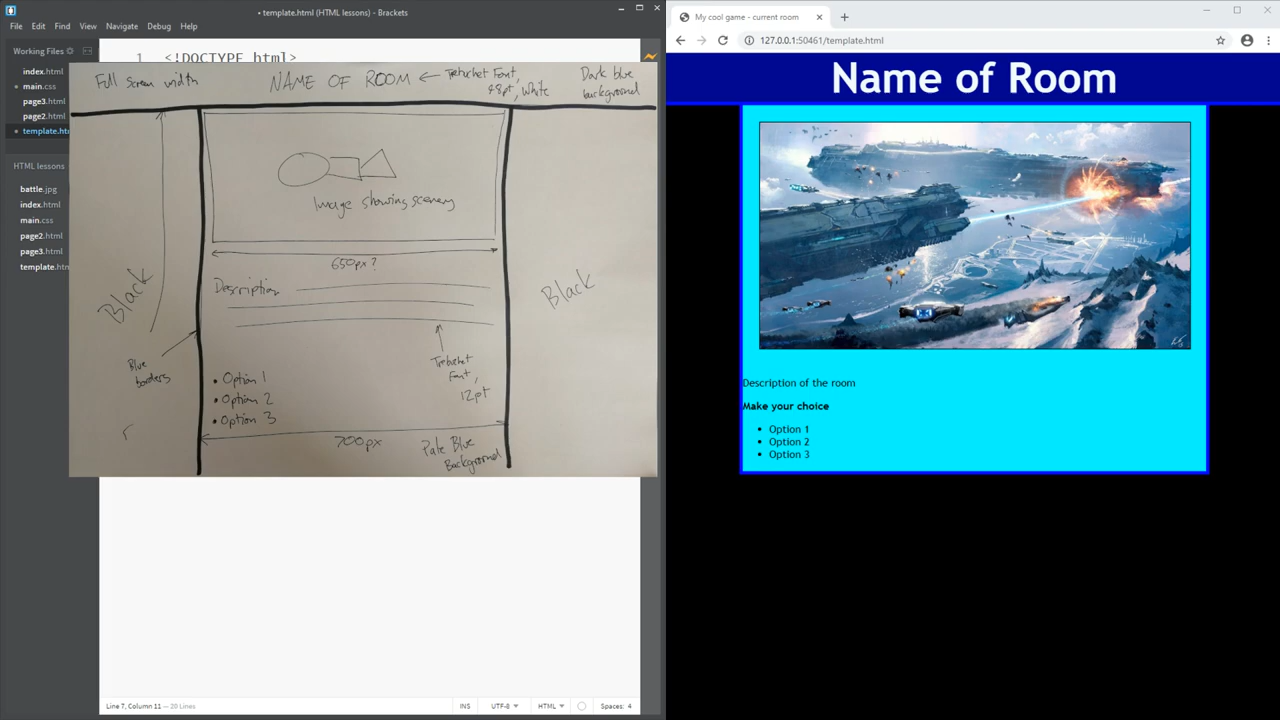 • template.html (HTML lessons) - Brackets
File Edit Find View Navigate Debug Help
Working Files
index.html
• main.css
page3.html
page2.html
• template.htm
HTML lessons
battle.jpg
index.html
main.css
page2.html
page3.html
template.htm
1 <!DOCTYPE html>
Full screen width
NAME OF ROOM ← Trebuchet Font,
48pt, White
Dark blue
background
Image showing scenery
650px?
Description
Black
Black
Blue
borders
Trebuchet
Font,
12pt
• Option 1
• Option 2
• Option 3
700px
Pale Blue
Background
Line 7, Column 11 — 20 Lines
INS UTF-8 HTML Spaces: 4
My cool game - current room
127.0.0.1:50461/template.html
Name of Room
Description of the room
Make your choice
• Option 1
• Option 2
• Option 3